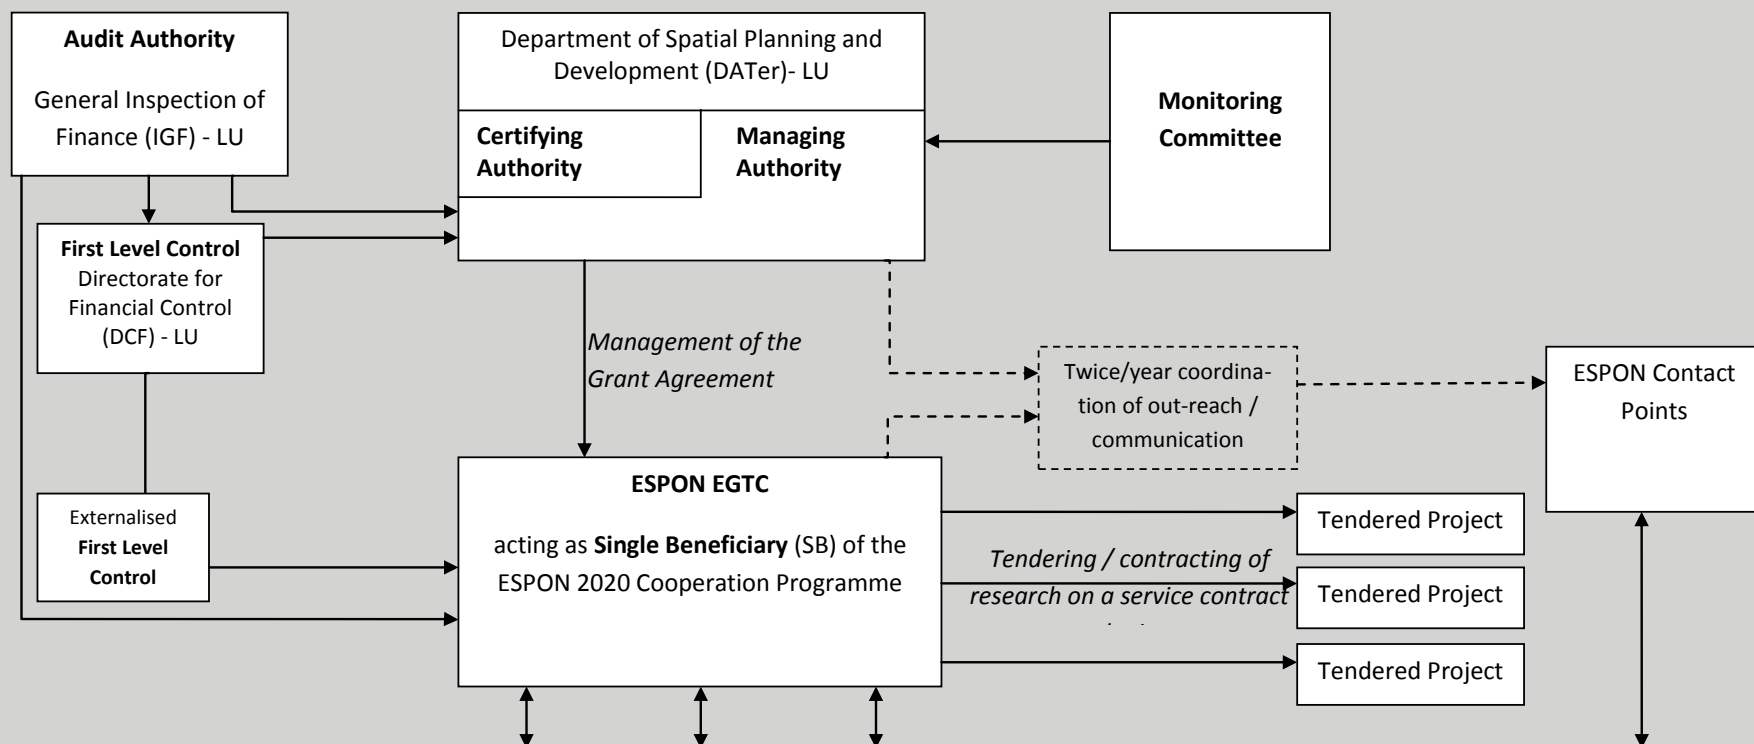 Audit Authority
General Inspection of
Finance (IGF) - LU
Department of Spatial Planning and
Development (DATer)- LU
Certifying
Authority
Managing
Authority
Monitoring
Committee
First Level Control
Directorate for
Financial Control
(DCF) - LU
Management of the
Grant Agreement
Twice/year coordina-
tion of out-reach /
communication
ESPON Contact
Points
Externalised
First Level
Control
ESPON EGTC
acting as Single Beneficiary (SB) of the
ESPON 2020 Cooperation Programme
Tendering / contracting of
research on a service contract
Tendered Project
Tendered Project
Tendered Project